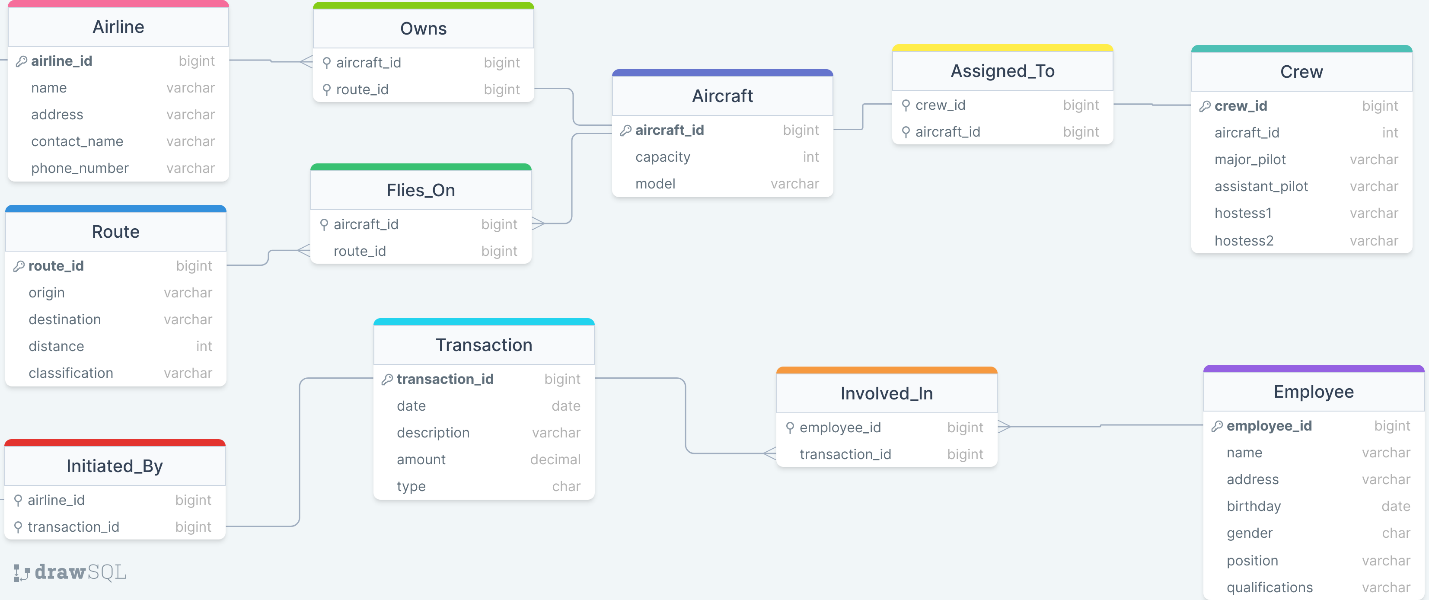 Airline
airline_id bigint
name varchar
address varchar
contact_name varchar
phone_number varchar
Owns
aircraft_id bigint
route_id bigint
Aircraft
aircraft_id bigint
capacity int
model varchar
Assigned_To
crew_id bigint
aircraft_id bigint
Crew
crew_id bigint
aircraft_id int
major_pilot varchar
assistant_pilot varchar
hostess1 varchar
hostess2 varchar
Route
route_id bigint
origin varchar
destination varchar
distance int
classification varchar
Flies_On
aircraft_id bigint
route_id bigint
Transaction
transaction_id bigint
date date
description varchar
amount decimal
type char
Involved_In
employee_id bigint
transaction_id bigint
Employee
employee_id bigint
name varchar
address varchar
birthday date
gender char
position varchar
qualifications varchar
Initiated_By
airline_id bigint
transaction_id bigint
drawSQL